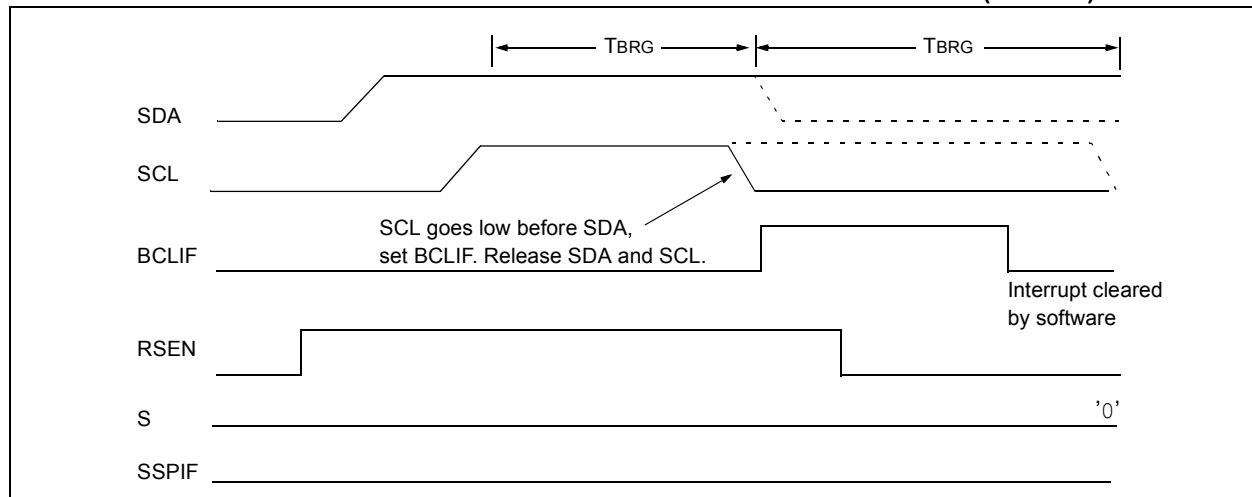 TBRG TBRG
SDA
SCL
SCL goes low before SDA,
set BCLIF. Release SDA and SCL.
BCLIF
Interrupt cleared
by software
RSEN
S '0'
SSPIF